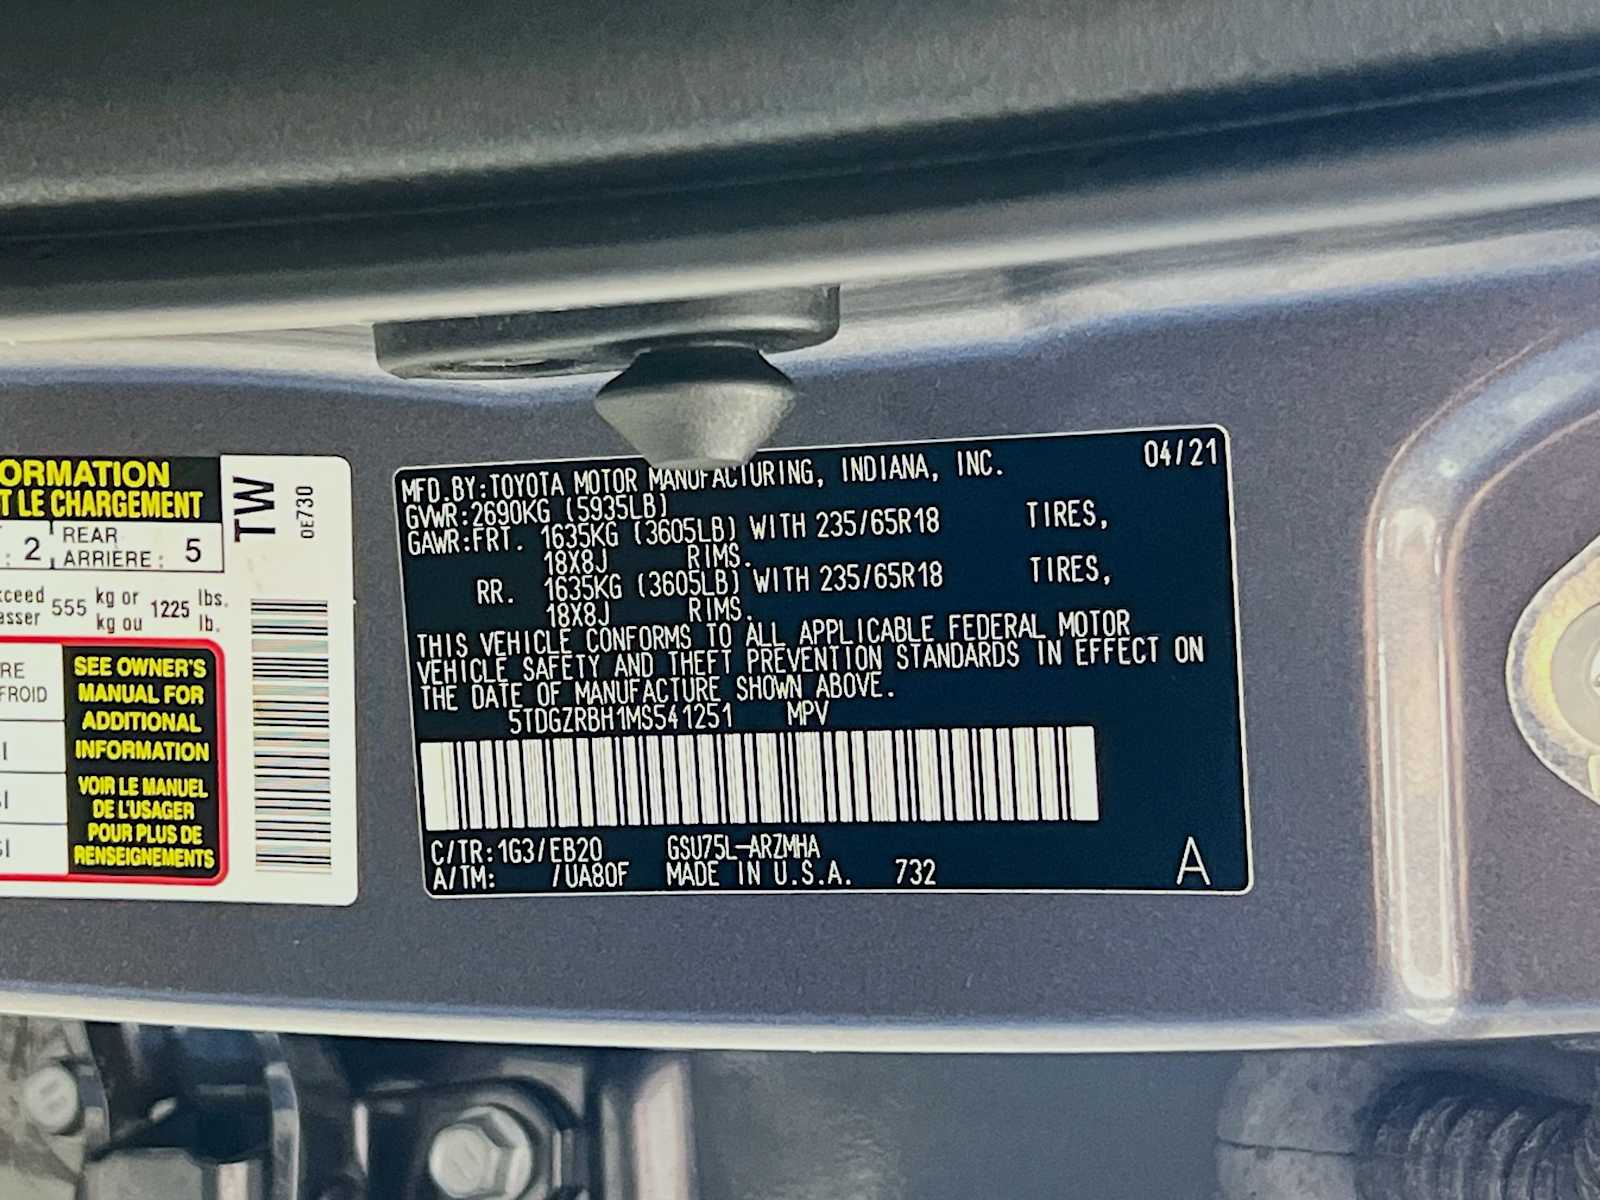 ORMATION
T LE CHARGEMENT
: 2 REAR
ARRIÈRE : 5
xceed
asser 555 kg or
kg ou 1225 lbs.
lb.
RE
FROID
SEE OWNER'S
MANUAL FOR
ADDITIONAL
INFORMATION
VOIR LE MANUEL
DE L'USAGER
POUR PLUS DE
RENSEIGNEMENTS
TW
0E730
MFD.BY:TOYOTA MOTOR MANUFACTURING, INDIANA, INC. 04/21
GVWR:2690KG (5935LB)
GAWR:FRT. 1635KG (3605LB) WITH 235/65R18 TIRES,
18X8J RIMS.
RR. 1635KG (3605LB) WITH 235/65R18 TIRES,
18X8J RIMS.
THIS VEHICLE CONFORMS TO ALL APPLICABLE FEDERAL MOTOR
VEHICLE SAFETY AND THEFT PREVENTION STANDARDS IN EFFECT ON
THE DATE OF MANUFACTURE SHOWN ABOVE.
5TDGZRBH1MS541251 MPV
C/TR:1G3/EB20 GSU75L-ARZMHA
A/TM: /UA80F MADE IN U.S.A. 732 A